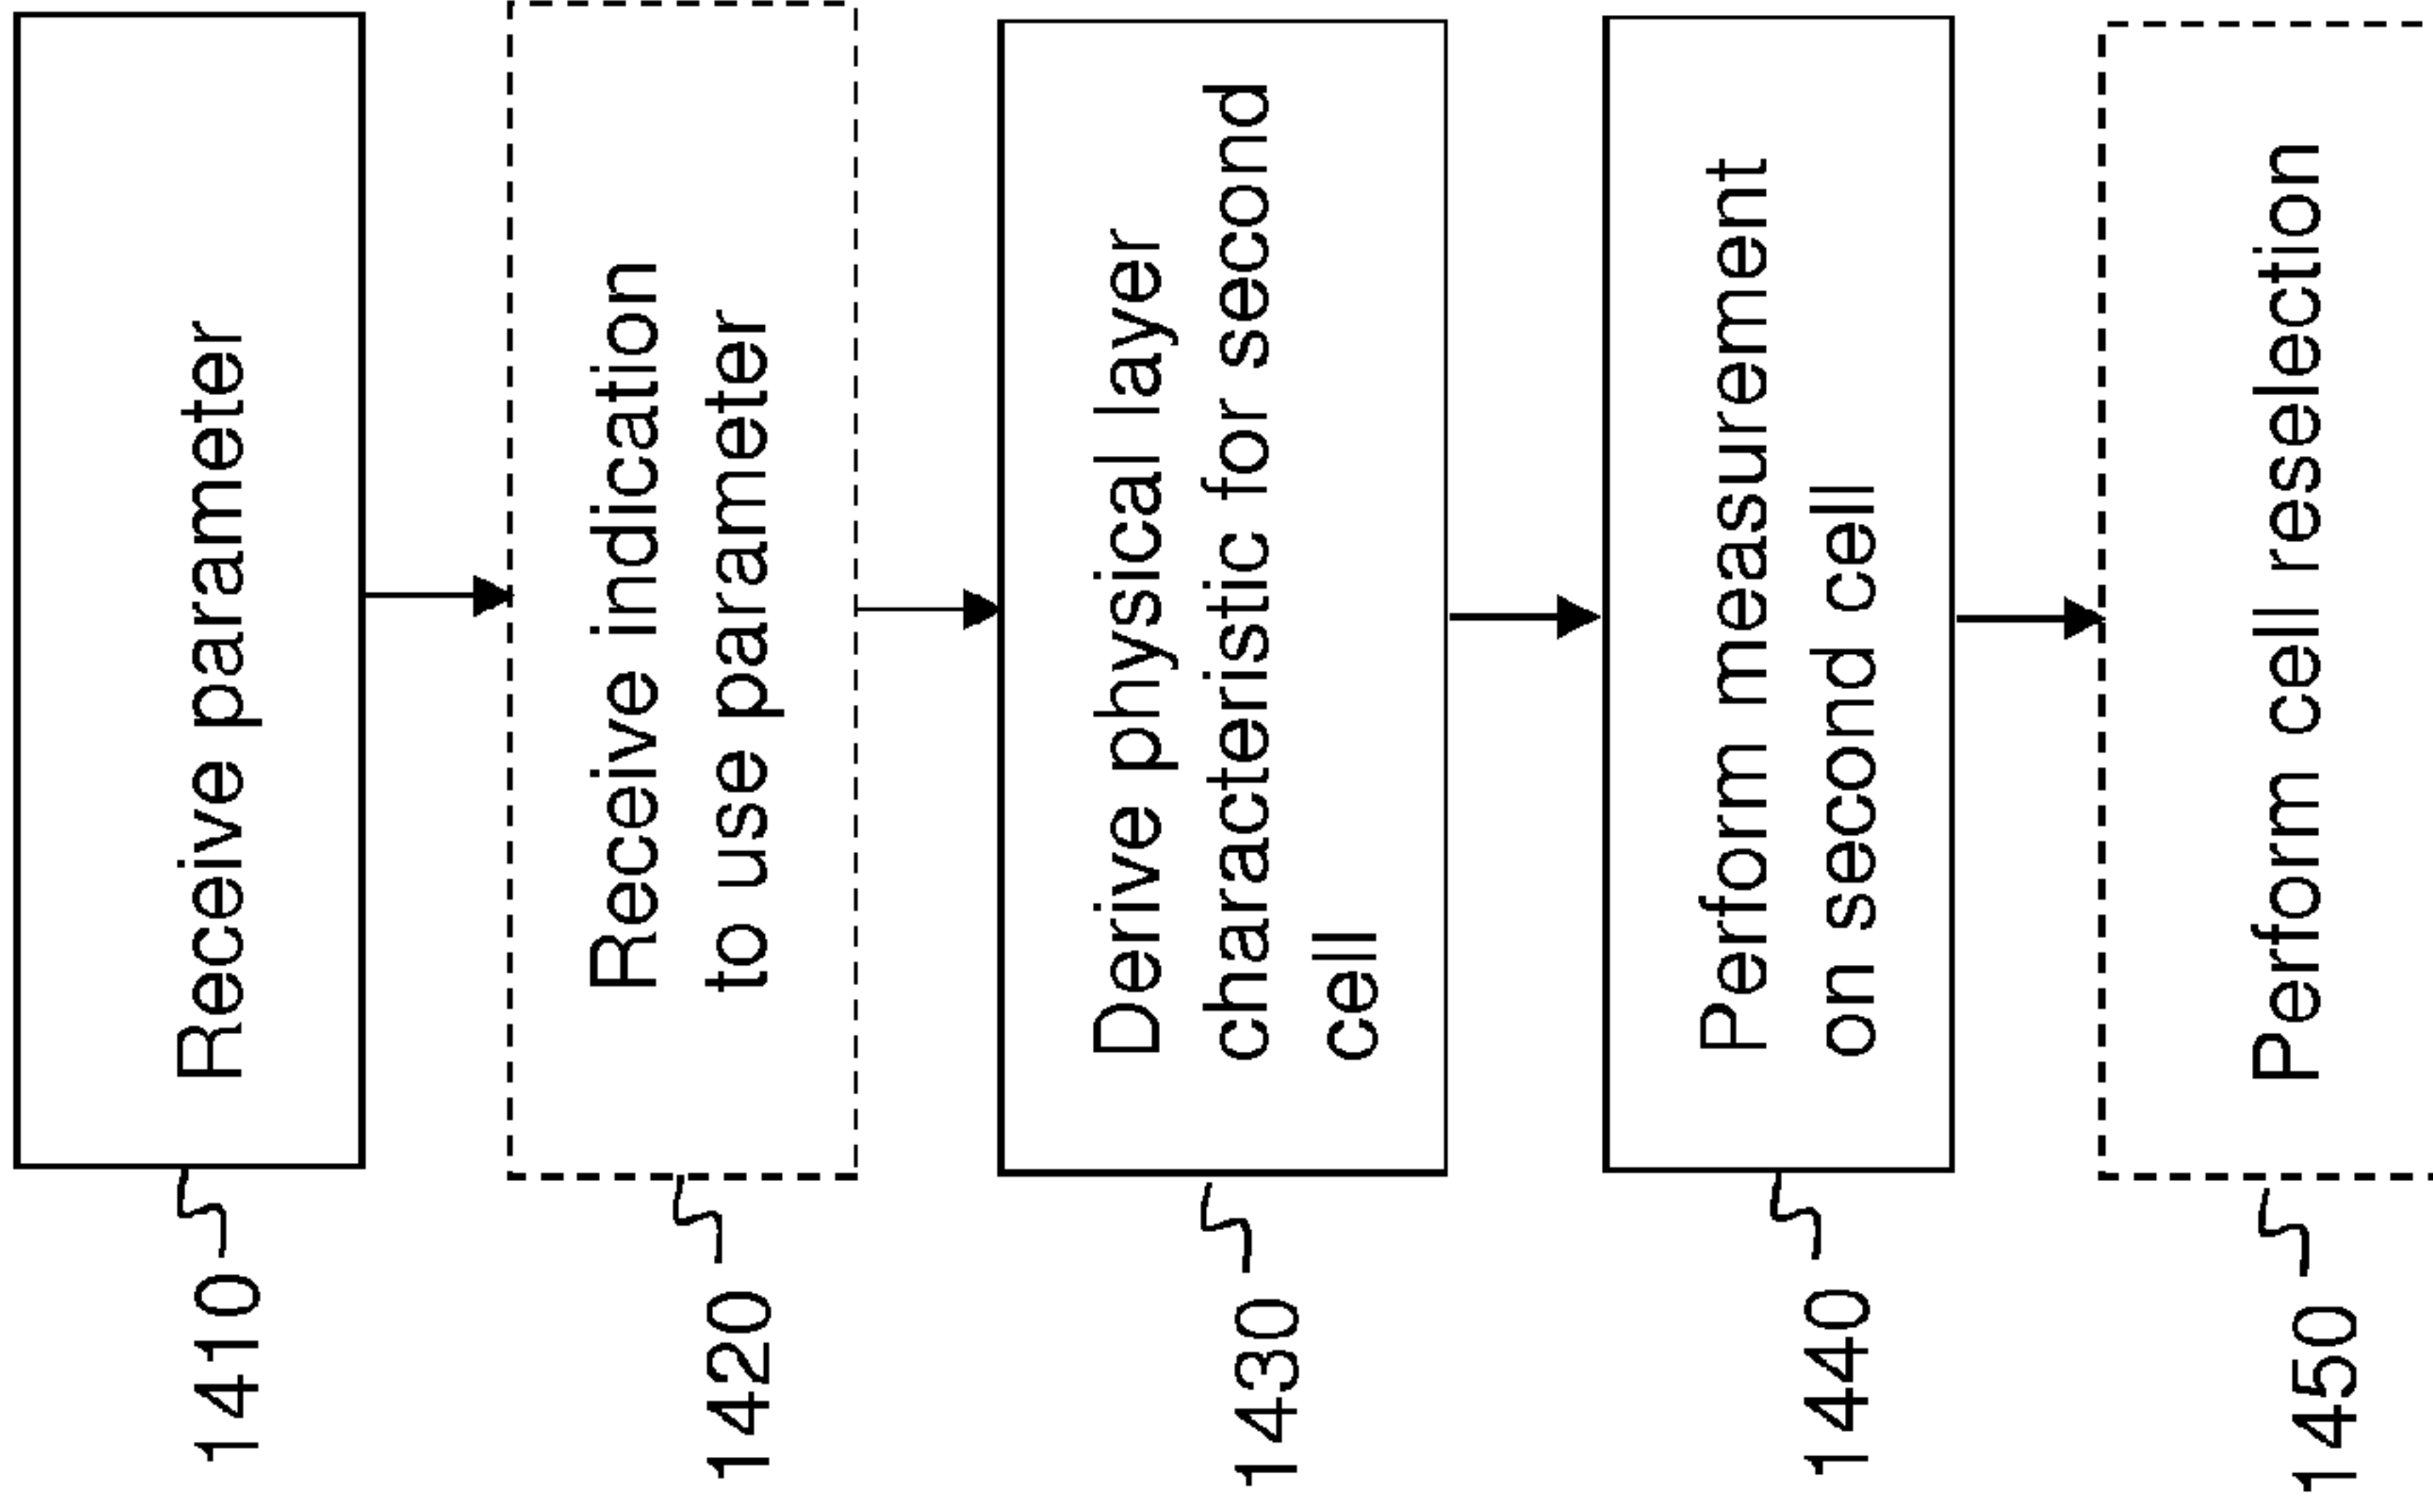 1410
Receive parameter
1420
Receive indication
to use parameter
1430
Derive physical layer
characteristic for second
cell
1440
Perform measurement
on second cell
1450
Perform cell reselection